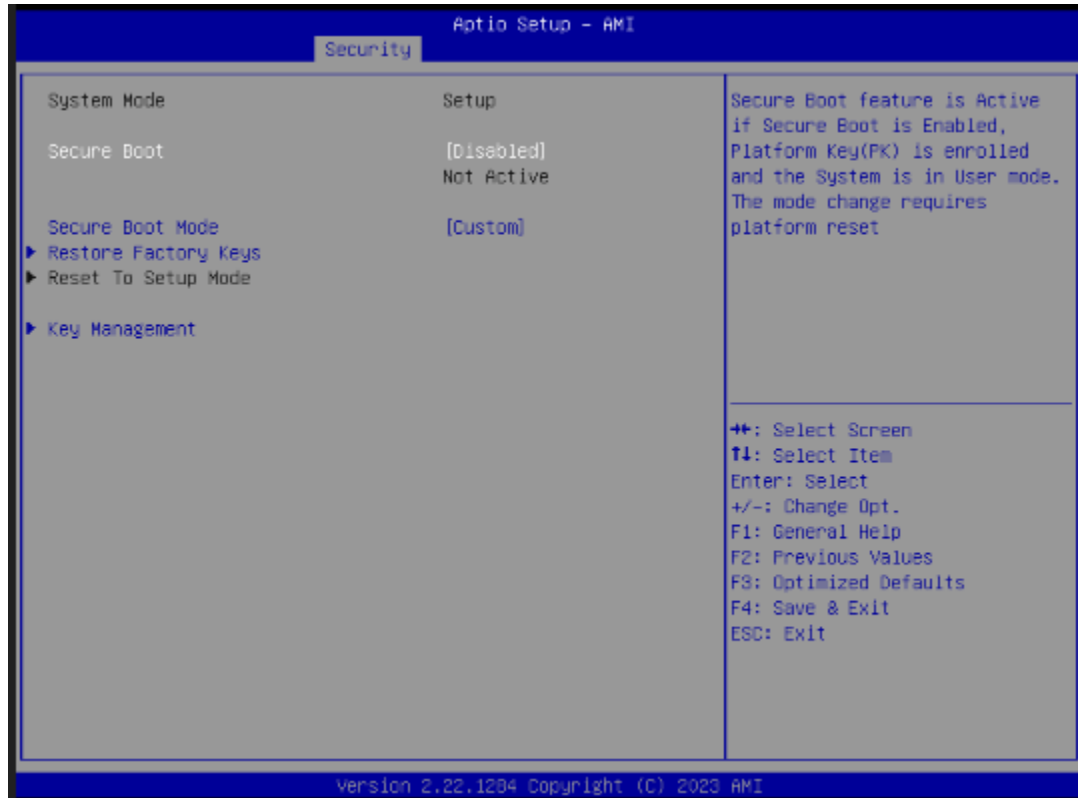 Aptio Setup - AMI
Security
System Mode Setup
Secure Boot [Disabled]
Not Active
Secure Boot Mode [Custom]
Restore Factory Keys
Reset To Setup Mode
Key Management
Secure Boot feature is Active
if Secure Boot is Enabled,
Platform Key(PK) is enrolled
and the System is in User mode.
The mode change requires
platform reset
→←: Select Screen
↑↓: Select Item
Enter: Select
+/-: Change Opt.
F1: General Help
F2: Previous Values
F3: Optimized Defaults
F4: Save & Exit
ESC: Exit
Version 2.22.1284 Copyright (C) 2023 AMI